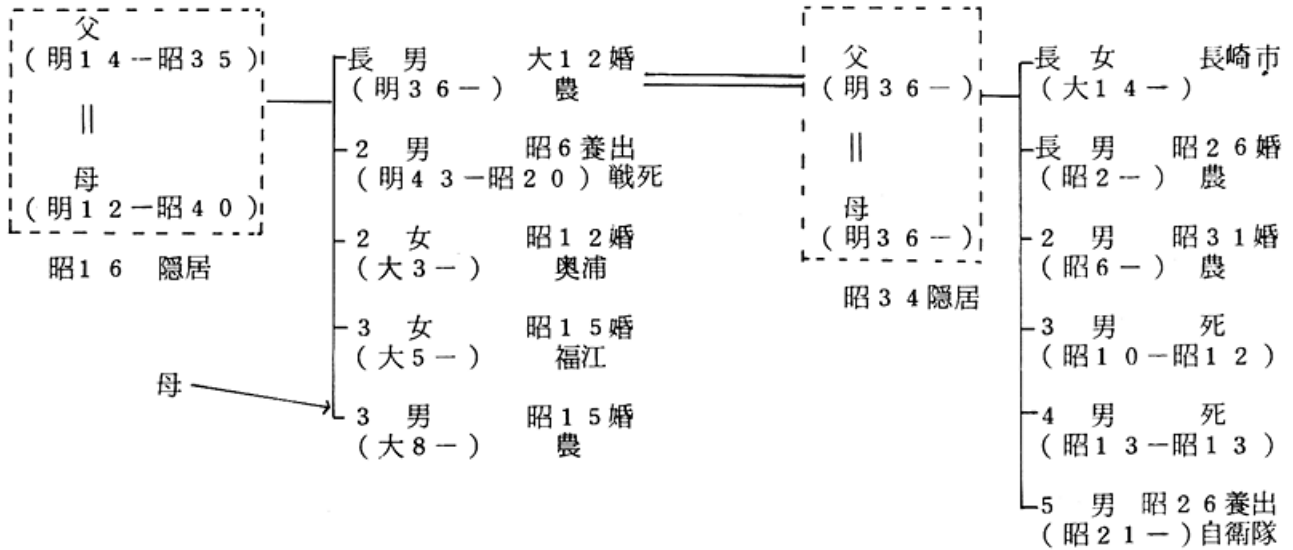 父
(明14-昭35)
||
母
(明12-昭40)
昭16 隠居
母
長 男 大12婚
(明36-) 農
2 男 昭6養出
(明43-昭20)戦死
2 女 昭12婚
(大3-) 奥浦
3 女 昭15婚
(大5-) 福江
3 男 昭15婚
(大8-) 農
父
(明36-)
||
母
(明36-)
昭34隠居
長 女 長崎市
(大14-)
長 男 昭26婚
(昭2-) 農
2 男 昭31婚
(昭6-) 農
3 男 死
(昭10-昭12)
4 男 死
(昭13-昭13)
5 男 昭26養出
(昭21-)自衛隊